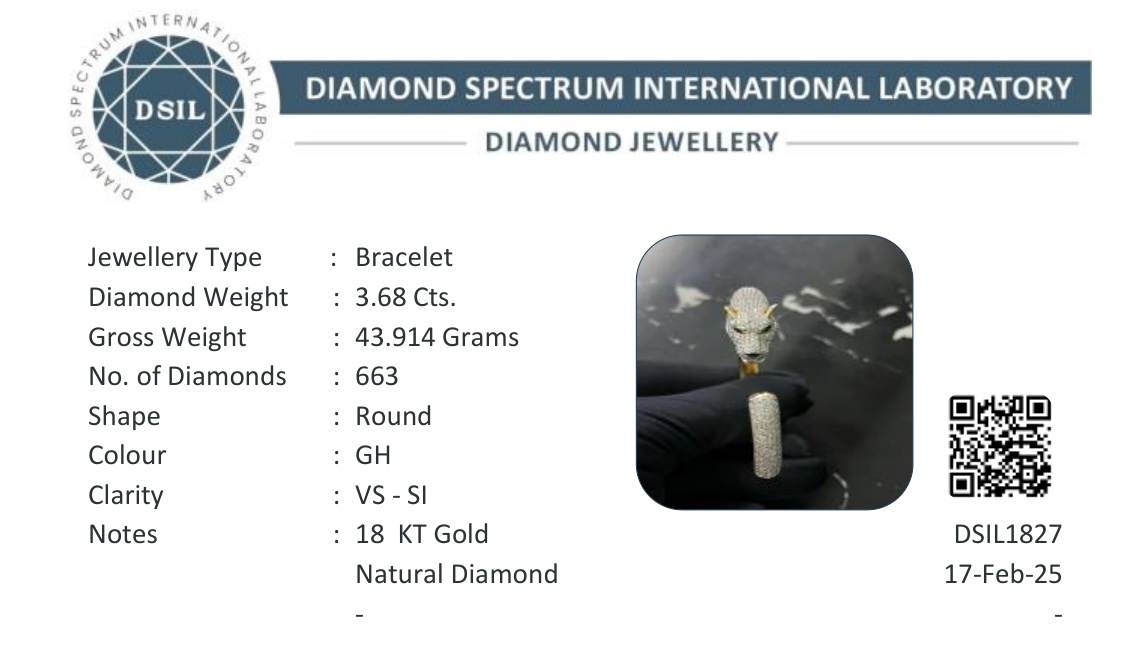 DIAMOND SPECTRUM INTERNATIONAL LABORATORY
DSIL
DIAMOND SPECTRUM INTERNATIONAL LABORATORY
DIAMOND JEWELLERY
Jewellery Type : Bracelet
Diamond Weight : 3.68 Cts.
Gross Weight : 43.914 Grams
No. of Diamonds : 663
Shape : Round
Colour : GH
Clarity : VS - SI
Notes : 18 KT Gold
DSIL1827
Natural Diamond
17-Feb-25
-
-